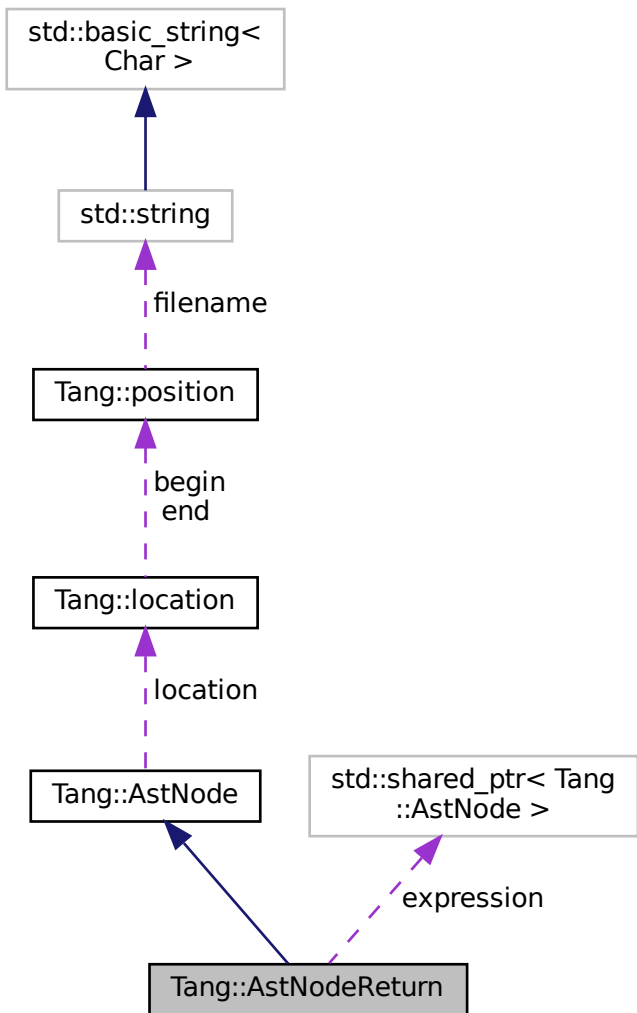 std::basic_string<
Char >
std::string
filename
Tang::position
begin
end
Tang::location
location
Tang::AstNode
std::shared_ptr< Tang
::AstNode >
expression
Tang::AstNodeReturn